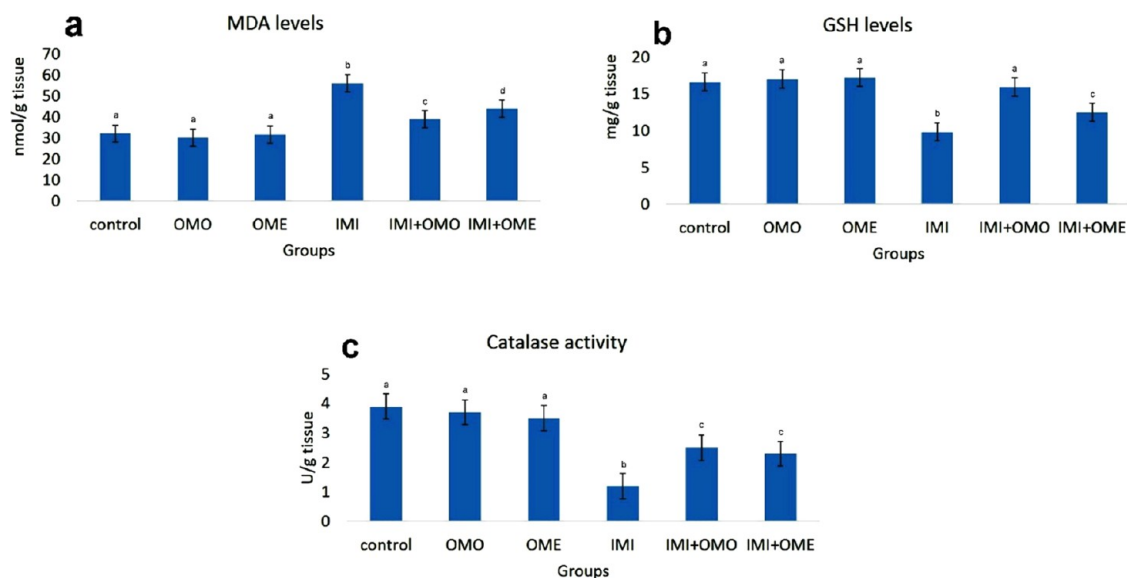 a
MDA levels
nmol/g tissue
70
60
50
40
30
20
10
0
a
a
a
b
c
d
control
OMO
OME
IMI
IMI+OMO
IMI+OME
Groups
b
GSH levels
mg/g tissue
20
15
10
5
0
a
a
a
b
a
c
control
OMO
OME
IMI
IMI+OMO
IMI+OME
Groups
c
Catalase activity
U/g tissue
5
4
3
2
1
0
a
a
a
b
c
c
control
OMO
OME
IMI
IMI+OMO
IMI+OME
Groups